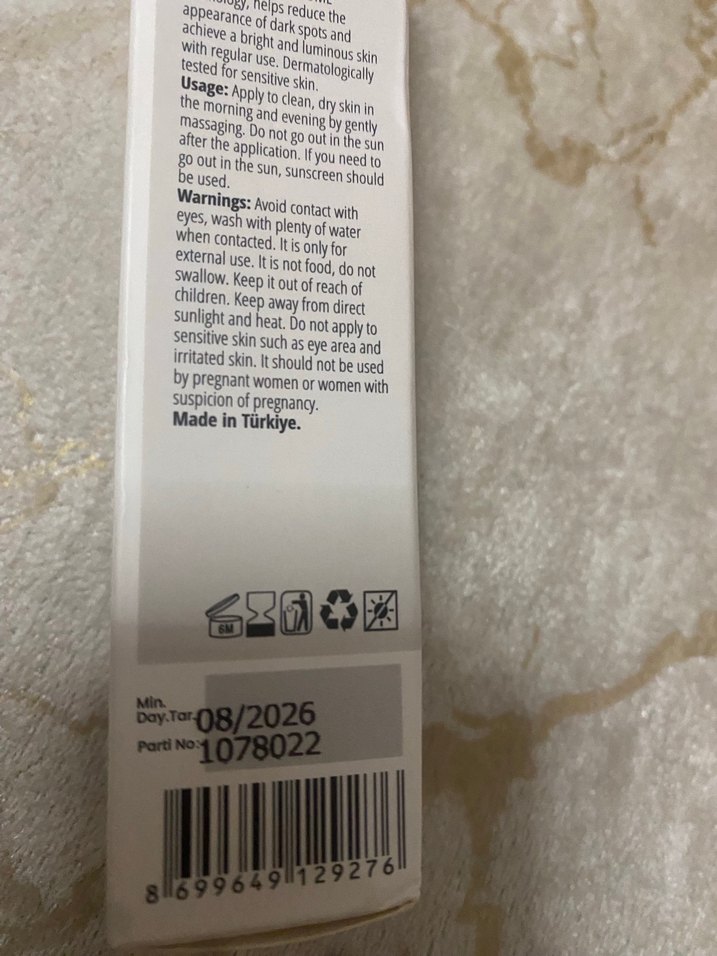 helps reduce the
appearance of dark spots and
achieve a bright and luminous skin
with regular use. Dermatologically
tested for sensitive skin.
Usage: Apply to clean, dry skin in
the morning and evening by gently
massaging. Do not go out in the sun
after the application. If you need to
go out in the sun, sunscreen should
be used.
Warnings: Avoid contact with
eyes, wash with plenty of water
when contacted. It is only for
external use. It is not food, do not
swallow. Keep it out of reach of
children. Keep away from direct
sunlight and heat. Do not apply to
sensitive skin such as eye area and
irritated skin. It should not be used
by pregnant women or women with
suspicion of pregnancy.
Made in Türkiye.
6M
Min.
Day.Tar.:08/2026
Parti No:1078022
8 699649 129276